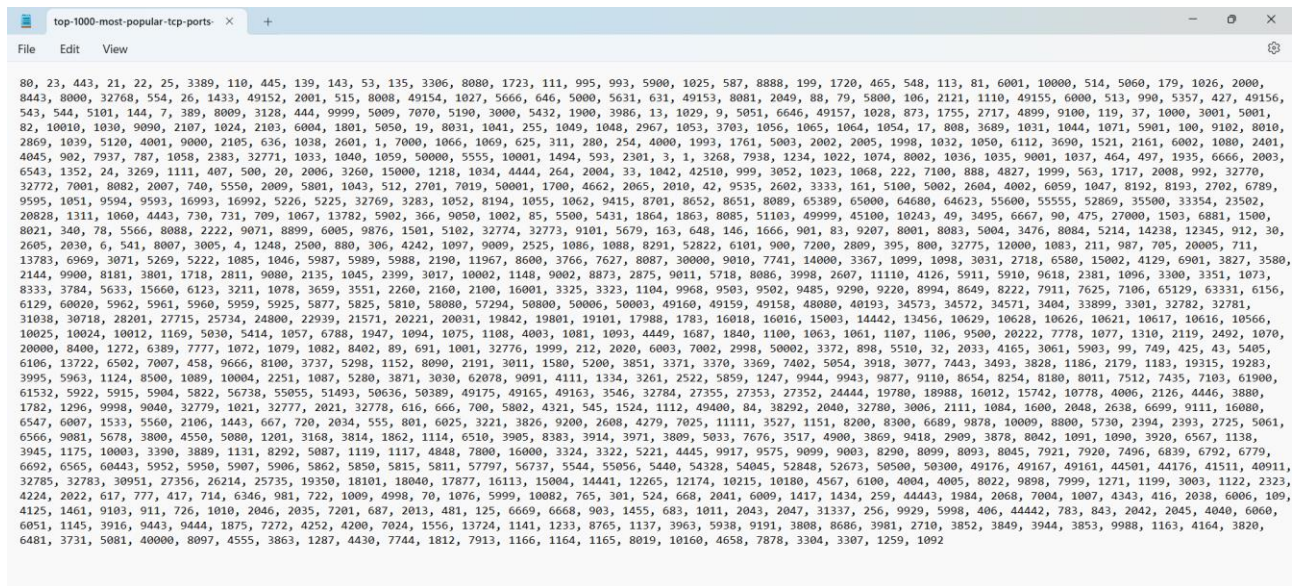 top-1000-most-popular-tcp-ports-
File Edit View
80, 23, 443, 21, 22, 25, 3389, 110, 445, 139, 143, 53, 135, 3306, 8080, 1723, 111, 995, 993, 5900, 1025, 587, 8888, 199, 1720, 465, 548, 113, 81, 6001, 10000, 514, 5060, 179, 1026, 2000,
8443, 8000, 32768, 554, 26, 1433, 49152, 2001, 515, 8008, 49154, 1027, 5666, 646, 5000, 5631, 631, 49153, 8081, 2049, 88, 79, 5800, 106, 2121, 1110, 49155, 6000, 513, 990, 5357, 427, 49156,
543, 544, 5101, 144, 7, 389, 8009, 3128, 444, 9999, 5009, 7070, 5190, 3000, 5432, 1900, 3986, 13, 1029, 9, 5051, 6646, 49157, 1028, 873, 1755, 2717, 4899, 9100, 119, 37, 1000, 3001, 5001,
82, 10010, 1030, 9090, 2107, 1024, 2103, 6004, 1801, 5050, 19, 8031, 1041, 255, 1049, 1048, 2967, 1053, 3703, 1056, 1065, 1064, 1054, 17, 808, 3689, 1031, 1044, 1071, 5901, 100, 9102, 8010,
2869, 1039, 5120, 4001, 9000, 2105, 636, 1038, 2601, 1, 7000, 1066, 1069, 625, 311, 280, 254, 4000, 1993, 1761, 5003, 2002, 2005, 1998, 1032, 1050, 6112, 3690, 1521, 2161, 6002, 1080, 2401,
4045, 902, 7937, 787, 1058, 2383, 32771, 1033, 1040, 1059, 50000, 5555, 10001, 1494, 593, 2301, 3, 1, 3268, 7938, 1234, 1022, 1074, 8002, 1036, 1035, 9001, 1037, 464, 497, 1935, 6666, 2003,
6543, 1352, 24, 3269, 1111, 407, 500, 20, 2006, 3260, 15000, 1218, 1034, 4444, 264, 2004, 33, 1042, 42510, 999, 3052, 1023, 1068, 222, 7100, 888, 4827, 1999, 563, 1717, 2008, 992, 32770,
32772, 7001, 8082, 2007, 740, 5550, 2009, 5801, 1043, 512, 2701, 7019, 50001, 1700, 4662, 2065, 2010, 42, 9535, 2602, 3333, 161, 5100, 5002, 2604, 4002, 6059, 1047, 8192, 8193, 2702, 6789,
9595, 1051, 9594, 9593, 16993, 16992, 5226, 5225, 32769, 3283, 1052, 8194, 1055, 1062, 9415, 8701, 8652, 8651, 8089, 65389, 65000, 64680, 64623, 55600, 55555, 52869, 35500, 33354, 23502,
20828, 1311, 1060, 4443, 730, 731, 709, 1067, 13782, 5902, 366, 9050, 1002, 85, 5500, 5431, 1864, 1863, 8085, 51103, 49999, 45100, 10243, 49, 3495, 6667, 90, 475, 27000, 1503, 6881, 1500,
8021, 340, 78, 5566, 8088, 2222, 9071, 8899, 6005, 9876, 1501, 5102, 32774, 32773, 9101, 5679, 163, 648, 146, 1666, 901, 83, 9207, 8001, 8083, 5004, 3476, 8084, 5214, 14238, 12345, 912, 30,
2605, 2030, 6, 541, 8007, 3005, 4, 1248, 2500, 880, 306, 4242, 1097, 9009, 2525, 1086, 1088, 8291, 52822, 6101, 900, 7200, 2809, 395, 800, 32775, 12000, 1083, 211, 987, 705, 20005, 711,
13783, 6969, 3071, 5269, 5222, 1085, 1046, 5987, 5989, 5988, 2190, 11967, 8600, 3766, 7627, 8087, 30000, 9010, 7741, 14000, 3367, 1099, 1098, 3031, 2718, 6580, 15002, 4129, 6901, 3827, 3580,
2144, 9900, 8181, 3801, 1718, 2811, 9080, 2135, 1045, 2399, 3017, 10002, 1148, 9002, 8873, 2875, 9011, 5718, 8086, 3998, 2607, 11110, 4126, 5911, 5910, 9618, 2381, 1096, 3300, 3351, 1073,
8333, 3784, 5633, 15660, 6123, 3211, 1078, 3659, 3551, 2260, 2160, 2100, 16001, 3325, 3323, 1104, 9968, 9503, 9502, 9485, 9290, 9220, 8994, 8649, 8222, 7911, 7625, 7106, 65129, 63331, 6156,
6129, 60020, 5962, 5961, 5960, 5959, 5925, 5877, 5825, 5810, 58080, 57294, 50800, 50006, 50003, 49160, 49159, 49158, 48080, 40193, 34573, 34572, 34571, 3404, 33899, 3301, 32782, 32781,
31038, 30718, 28201, 27715, 25734, 24800, 22939, 21571, 20221, 20031, 19842, 19801, 19101, 17988, 1783, 16018, 16016, 15003, 14442, 13456, 10629, 10628, 10626, 10621, 10617, 10616, 10566,
10025, 10024, 10012, 1169, 5030, 5414, 1057, 6788, 1947, 1094, 1075, 1108, 4003, 1081, 1093, 4449, 1687, 1840, 1100, 1063, 1061, 1107, 1106, 9500, 20222, 7778, 1077, 1310, 2119, 2492, 1070,
20000, 8400, 1272, 6389, 7777, 1072, 1079, 1082, 8402, 89, 691, 1001, 32776, 1999, 212, 2020, 6003, 7002, 2998, 50002, 3372, 898, 5510, 32, 2033, 4165, 3061, 5903, 99, 749, 425, 43, 5405,
6106, 13722, 6502, 7007, 458, 9666, 8100, 3737, 5298, 1152, 8090, 2191, 3011, 1580, 5200, 3851, 3371, 3370, 3369, 7402, 5054, 3918, 3077, 7443, 3493, 3828, 1186, 2179, 1183, 19315, 19283,
3995, 5963, 1124, 8500, 1089, 10004, 2251, 1087, 5280, 3871, 3030, 62078, 9091, 4111, 1334, 3261, 2522, 5859, 1247, 9944, 9943, 9877, 9110, 8654, 8254, 8180, 8011, 7512, 7435, 7103, 61900,
61532, 5922, 5915, 5904, 5822, 56738, 55055, 51493, 50636, 50389, 49175, 49165, 49163, 3546, 32784, 27355, 27353, 27352, 24444, 19780, 18988, 16012, 15742, 10778, 4006, 2126, 4446, 3880,
1782, 1296, 9998, 9040, 32779, 1021, 32777, 2021, 32778, 616, 666, 700, 5802, 4321, 545, 1524, 1112, 49400, 84, 38292, 2040, 32780, 3006, 2111, 1084, 1600, 2048, 2638, 6699, 9111, 16080,
6547, 6007, 1533, 5560, 2106, 1443, 667, 720, 2034, 555, 801, 6025, 3221, 3826, 9200, 2608, 4279, 7025, 11111, 3527, 1151, 8200, 8300, 6689, 9878, 10009, 8800, 5730, 2394, 2393, 2725, 5061,
6566, 9081, 5678, 3800, 4550, 5080, 1201, 3168, 3814, 1862, 1114, 6510, 3905, 8383, 3914, 3971, 3809, 5033, 7676, 3517, 4900, 3869, 9418, 2909, 3878, 8042, 1091, 1090, 3920, 6567, 1138,
3945, 1175, 10003, 3390, 3889, 1131, 8292, 5087, 1119, 1117, 4848, 7800, 16000, 3324, 3322, 5221, 4445, 9917, 9575, 9099, 9003, 8290, 8099, 8093, 8045, 7921, 7920, 7496, 6839, 6792, 6779,
6692, 6565, 60443, 5952, 5950, 5907, 5906, 5862, 5850, 5815, 5811, 57797, 56737, 5544, 55056, 5440, 54328, 54045, 52848, 52673, 50500, 50300, 49176, 49167, 49161, 44501, 44176, 41511, 40911,
32785, 32783, 30951, 27356, 26214, 25735, 19350, 18101, 18040, 17877, 16113, 15004, 14441, 12265, 12174, 10215, 10180, 4567, 6100, 4004, 4005, 8022, 9898, 7999, 1271, 1199, 3003, 1122, 2323,
4224, 2022, 617, 777, 417, 714, 6346, 981, 722, 1009, 4998, 70, 1076, 5999, 10082, 765, 301, 524, 668, 2041, 6009, 1417, 1434, 259, 44443, 1984, 2068, 7004, 1007, 4343, 416, 2038, 6006, 109,
4125, 1461, 9103, 911, 726, 1010, 2046, 2035, 7201, 687, 2013, 481, 125, 6669, 6668, 903, 1455, 683, 1011, 2043, 2047, 31337, 256, 9929, 5998, 406, 44442, 783, 843, 2042, 2045, 4040, 6060,
6051, 1145, 3916, 9443, 9444, 1875, 7272, 4252, 4200, 7024, 1556, 13724, 1141, 1233, 8765, 1137, 3963, 5938, 9191, 3808, 8686, 3981, 2710, 3852, 3849, 3944, 3853, 9988, 1163, 4164, 3820,
6481, 3731, 5081, 40000, 8097, 4555, 3863, 1287, 4430, 7744, 1812, 7913, 1166, 1164, 1165, 8019, 10160, 4658, 7878, 3304, 3307, 1259, 1092